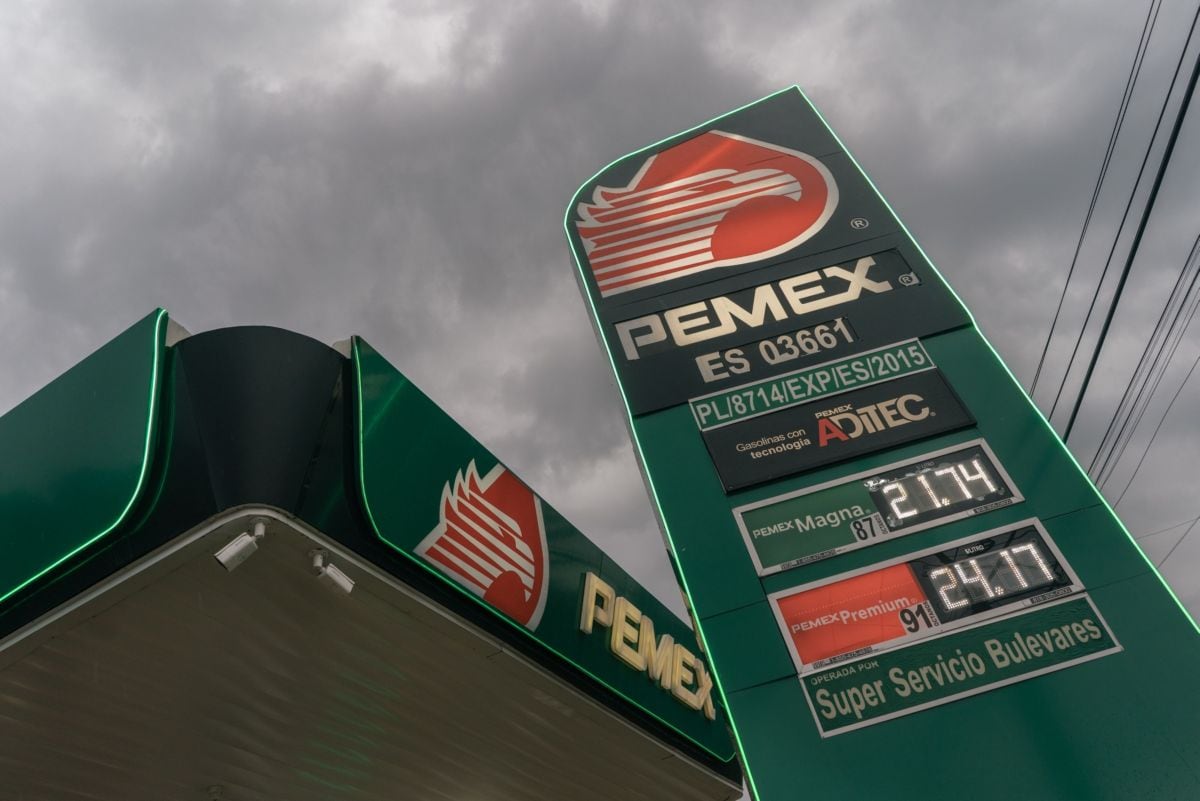 ®
PEMEX®
ES 03661
PL/8714/EXP/ES/2015
Gasolinas con
tecnología
PEMEX
ADITEC®
PEMEX Magna®
87
21.74
$/LITRO
PEMEX Premium
91
24.17
OPERADA POR
Super Servicio Bulevares
PEMEX